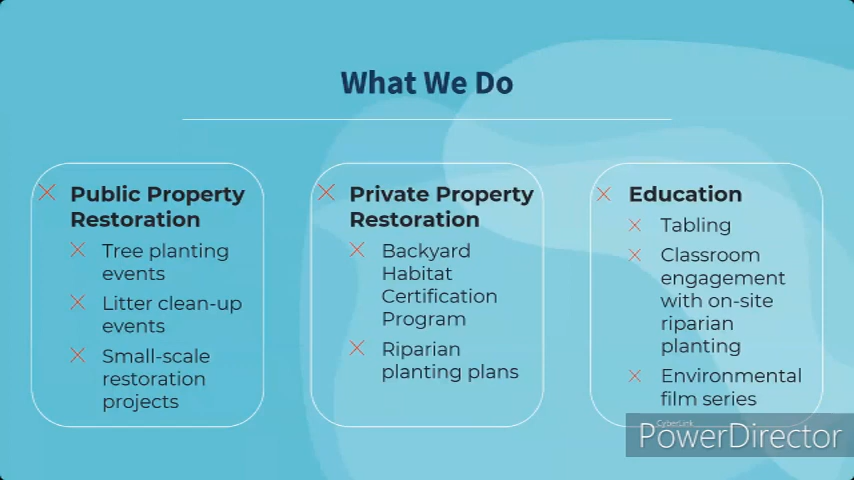 What We Do
Public Property
Restoration
Tree planting
events
Litter clean-up
events
Small-scale
restoration
projects
Private Property
Restoration
Backyard
Habitat
Certification
Program
Riparian
planting plans
Education
Tabling
Classroom
engagement
with on-site
riparian
planting
Environmental
film series
CyberLink
PowerDirector